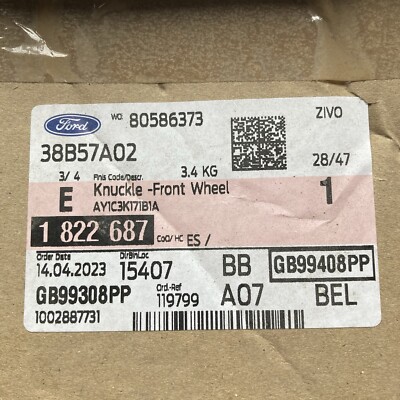 Ford WO: 80586373 ZIVO
38B57A02
3/ 4 Finis Code/Descr. 3.4 KG 28/47
E Knuckle -Front Wheel 1
AY1C3K171B1A
1 822 687 CoO/ HC ES /
Order Date DlrBinLoc
14.04.2023 15407 BB GB99408PP
GB99308PP Ord.-Ref A07 BEL
119799
1002887731